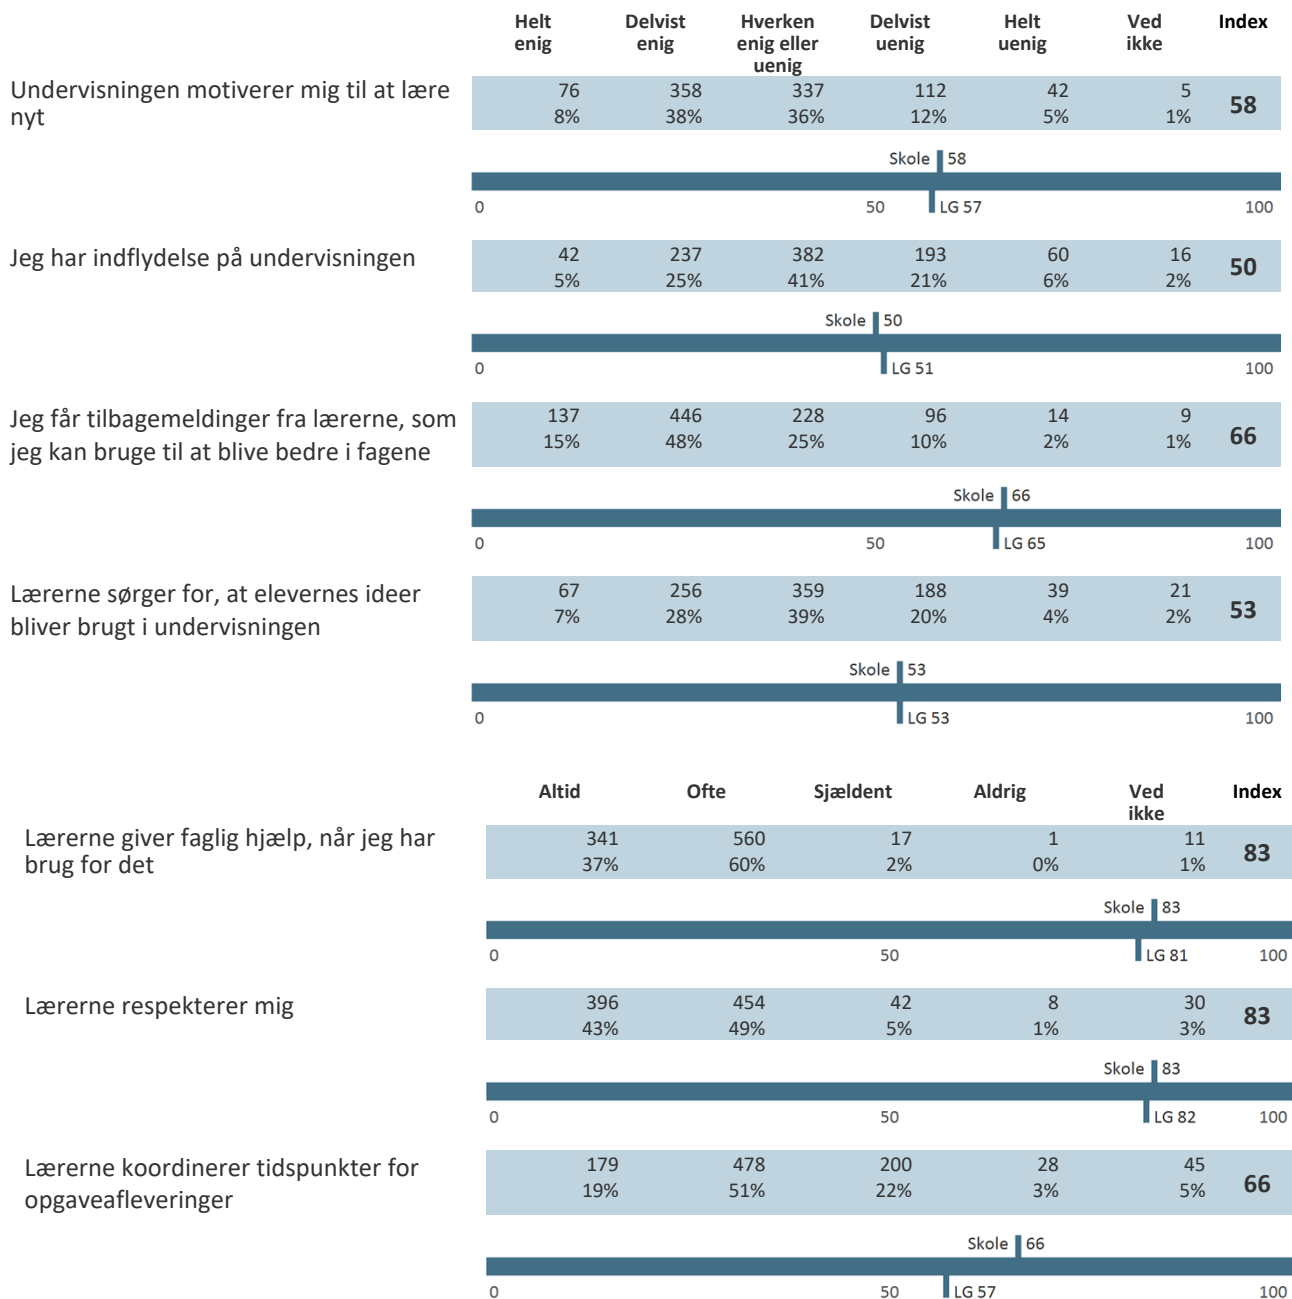 Helt Delvist Hverken Delvist Helt Ved Index
enig enig enig eller uenig uenig ikke
uenig
Undervisningen motiverer mig til at lære 76 358 337 112 42 5 58
nyt 8% 38% 36% 12% 5% 1%
Skole 58
0 50 LG 57 100
Jeg har indflydelse på undervisningen 42 237 382 193 60 16 50
5% 25% 41% 21% 6% 2%
Skole 50
0 LG 51 100
Jeg får tilbagemeldinger fra lærerne, som 137 446 228 96 14 9 66
jeg kan bruge til at blive bedre i fagene 15% 48% 25% 10% 2% 1%
Skole 66
0 50 LG 65 100
Lærerne sørger for, at elevernes ideer 67 256 359 188 39 21 53
bliver brugt i undervisningen 7% 28% 39% 20% 4% 2%
Skole 53
0 LG 53 100
Altid Ofte Sjældent Aldrig Ved Index
ikke
Lærerne giver faglig hjælp, når jeg har 341 560 17 1 11 83
brug for det 37% 60% 2% 0% 1%
Skole 83
0 50 LG 81 100
Lærerne respekterer mig 396 454 42 8 30 83
43% 49% 5% 1% 3%
Skole 83
0 50 LG 82 100
Lærerne koordinerer tidspunkter for 179 478 200 28 45 66
opgaveafleveringer 19% 51% 22% 3% 5%
Skole 66
0 50 LG 57 100